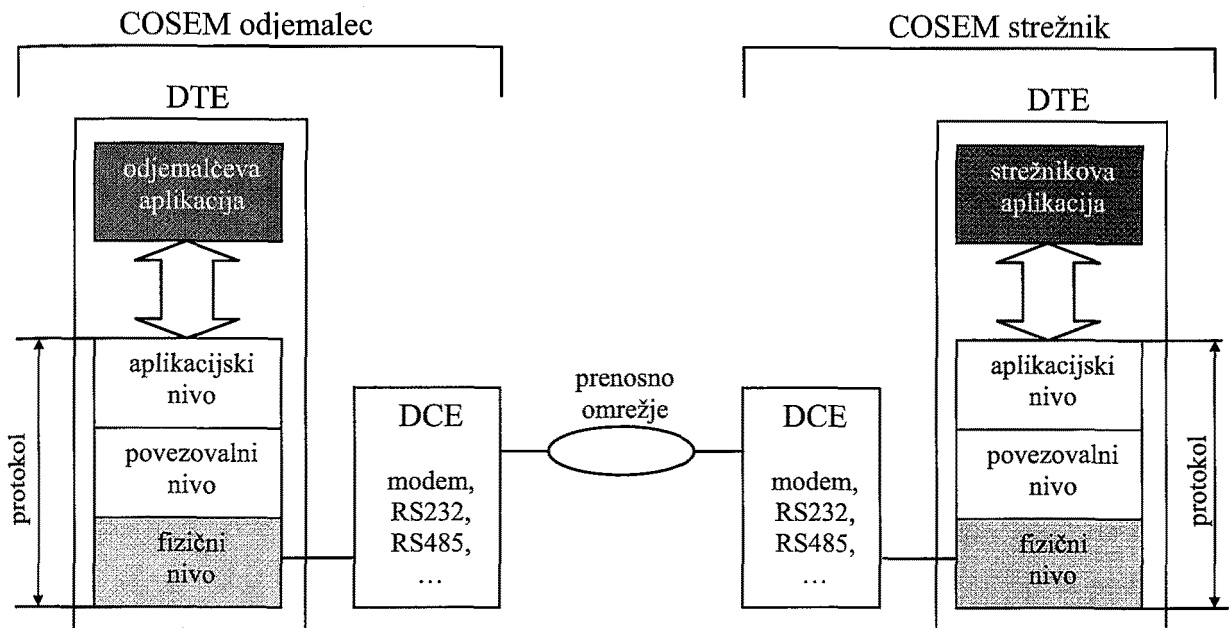 COSEM odjemalec
DTE
odjemalčeva
aplikacija
aplikacijski
nivo
povezovalni
nivo
fizični
nivo
protokol
DCE
modem,
RS232,
RS485,
...
prenosno
omrežje
COSEM strežnik
DTE
strežnikova
aplikacija
aplikacijski
nivo
povezovalni
nivo
fizični
nivo
protokol
DCE
modem,
RS232,
RS485,
...